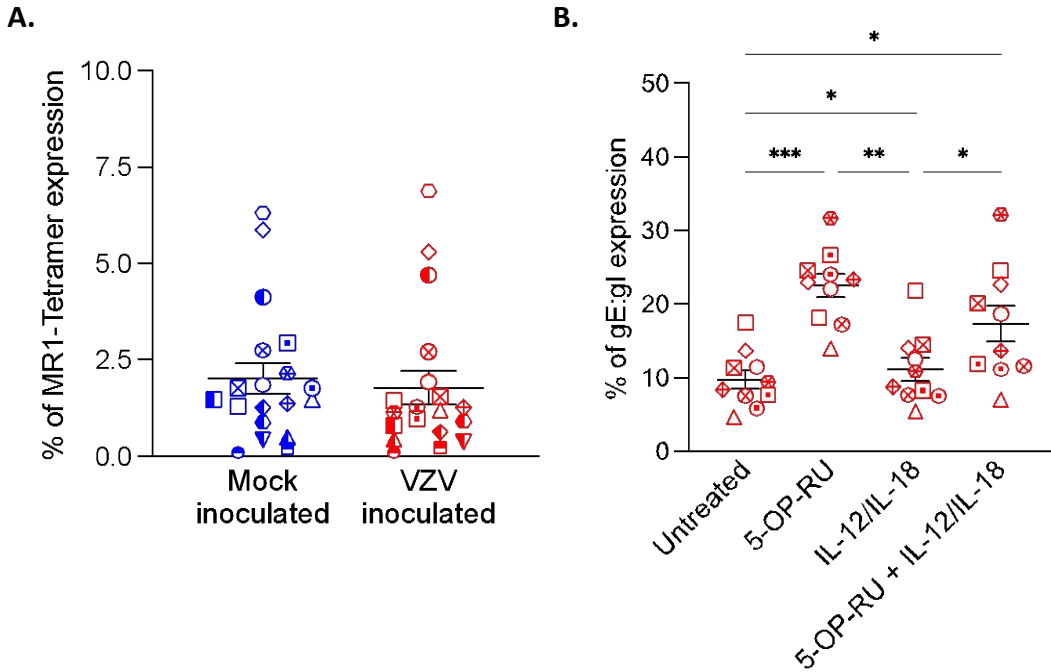 A.
% of MR1-Tetramer expression
10.0
7.5
5.0
2.5
0.0
Mock
inoculated
VZV
inoculated
B.
% of gE:gI expression
50
40
30
20
10
0
*
*
*** ** *
Untreated
5-OP-RU
IL-12/IL-18
5-OP-RU + IL-12/IL-18